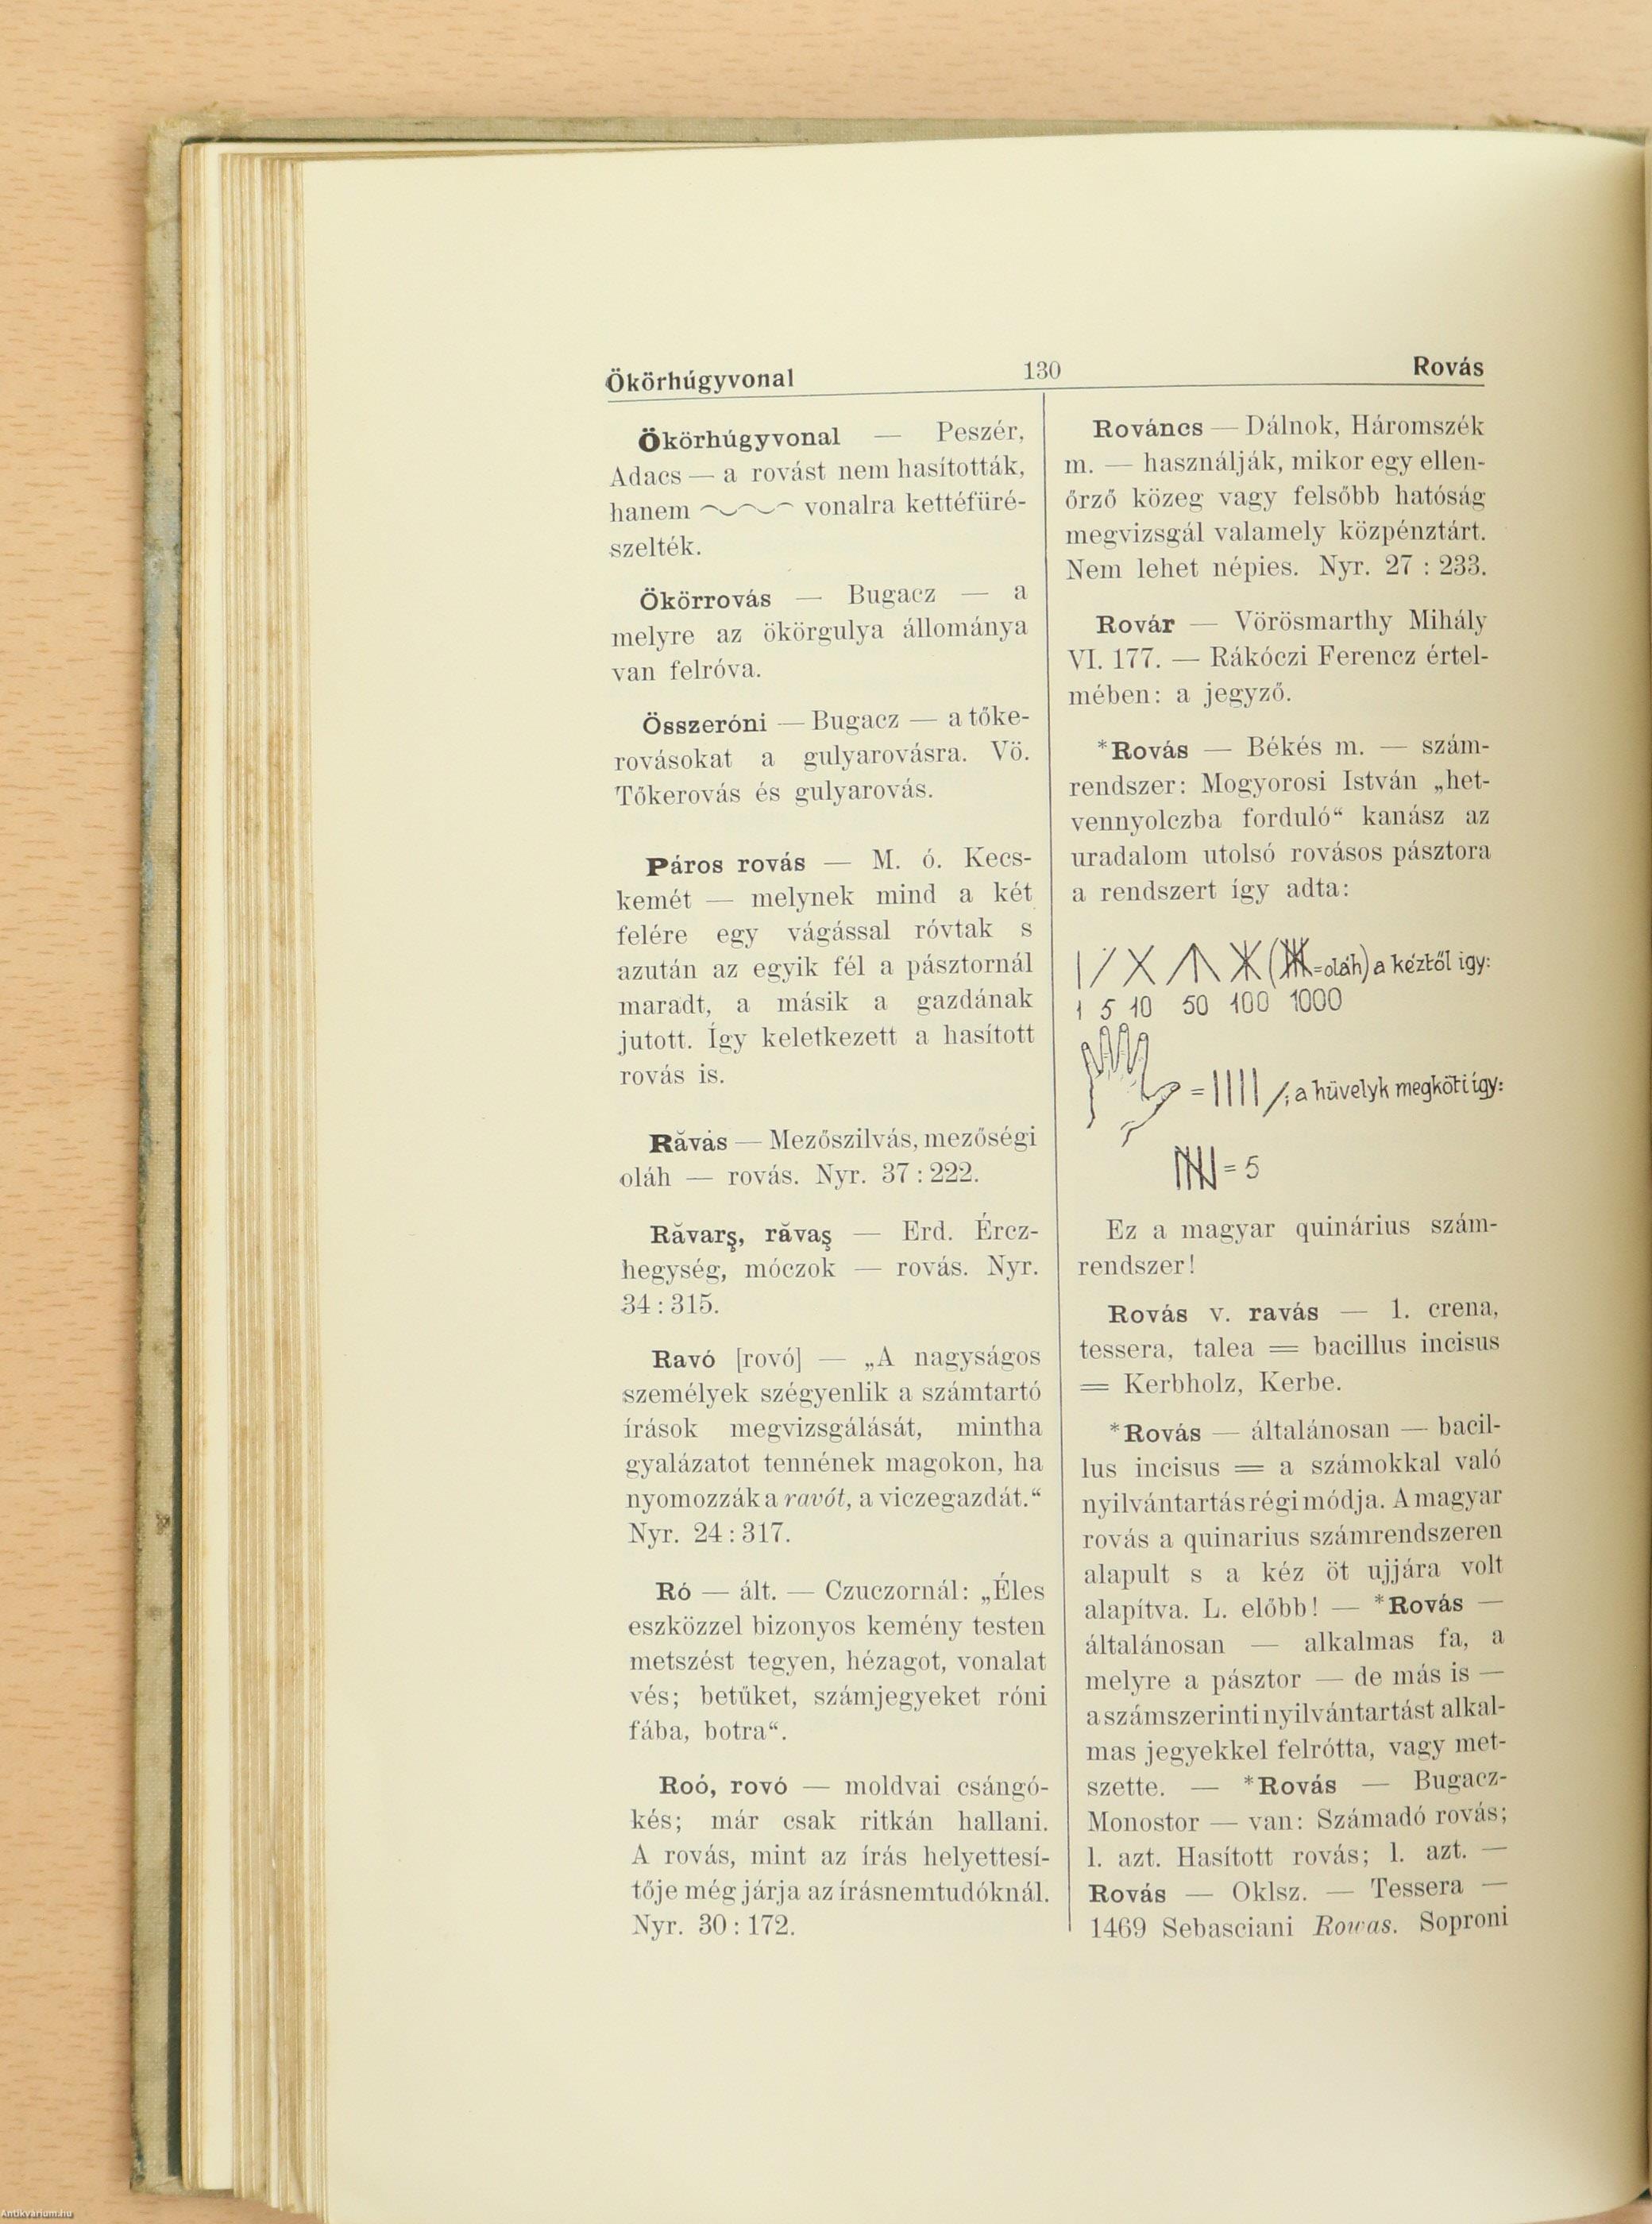 Ökörhúgyvonal 130 Rovás
Ökörhúgyvonal — Peszér,
Adacs — a rovást nem hasították,
hanem vonalra kettéfüré-
szelték.
Ökörrovás — Bugacz — a
melyre az ökörgulya állománya
van felróva.
Összeróni — Bugacz — a tőke-
rovásokat a gulyarovásra. Vö.
Tőkerovás és gulyarovás.
Páros rovás — M. ó. Kecs-
kemét — melynek mind a két
felére egy vágással róvtak s
azután az egyik fél a pásztornál
maradt, a másik a gazdának
jutott. Így keletkezett a hasított
rovás is.
Răvás — Mezőszilvás, mezőségi
oláh — rovás. Nyr. 37 : 222.
Răvarş, răvaş — Erd. Ércz-
hegység, móczok — rovás. Nyr.
34 : 315.
Ravó [rovó] — „A nagyságos
személyek szégyenlik a számtartó
írások megvizsgálását, mintha
gyalázatot tennének magokon, ha
nyomozzák a ravót, a viczegazdát.“
Nyr. 24 : 317.
Ró — ált. — Czuczornál: „Éles
eszközzel bizonyos kemény testen
metszést tegyen, hézagot, vonalat
vés; betűket, számjegyeket róni
fába, botra“.
Roó, rovó — moldvai csángó-
kés; már csak ritkán hallani.
A rovás, mint az írás helyettesí-
tője még járja az írásnemtudóknál.
Nyr. 30 : 172.
Rováncs — Dálnok, Háromszék
m. — használják, mikor egy ellen-
őrző közeg vagy felsőbb hatóság
megvizsgál valamely közpénztárt.
Nem lehet népies. Nyr. 27 : 233.
Rovár — Vörösmarthy Mihály
VI. 177. — Rákóczi Ferencz értel-
mében: a jegyző.
*Rovás — Békés m. — szám-
rendszer: Mogyorosi István „het-
vennyolczba forduló“ kanász az
uradalom utolsó rovásos pásztora
a rendszert így adta:
(=oláh) a kéztől igy:
1 5 10 50 100 1000
= |||| /; a hüvelyk megköti így:
= 5
Ez a magyar quinárius szám-
rendszer!
Rovás v. ravás — 1. crena,
tessera, talea = bacillus incisus
= Kerbholz, Kerbe.
*Rovás — általánosan — bacil-
lus incisus = a számokkal való
nyilvántartás régi módja. A magyar
rovás a quinarius számrendszeren
alapult s a kéz öt ujjára volt
alapítva. L. előbb! — *Rovás —
általánosan — alkalmas fa, a
melyre a pásztor — de más is —
a számszerinti nyilvántartást alkal-
mas jegyekkel felrótta, vagy met-
szette. — *Rovás — Bugacz-
Monostor — van: Számadó rovás;
l. azt. Hasított rovás; l. azt. —
Rovás — Oklsz. — Tessera —
1469 Sebasciani Rowas. Soproni
Antikvarium.hu